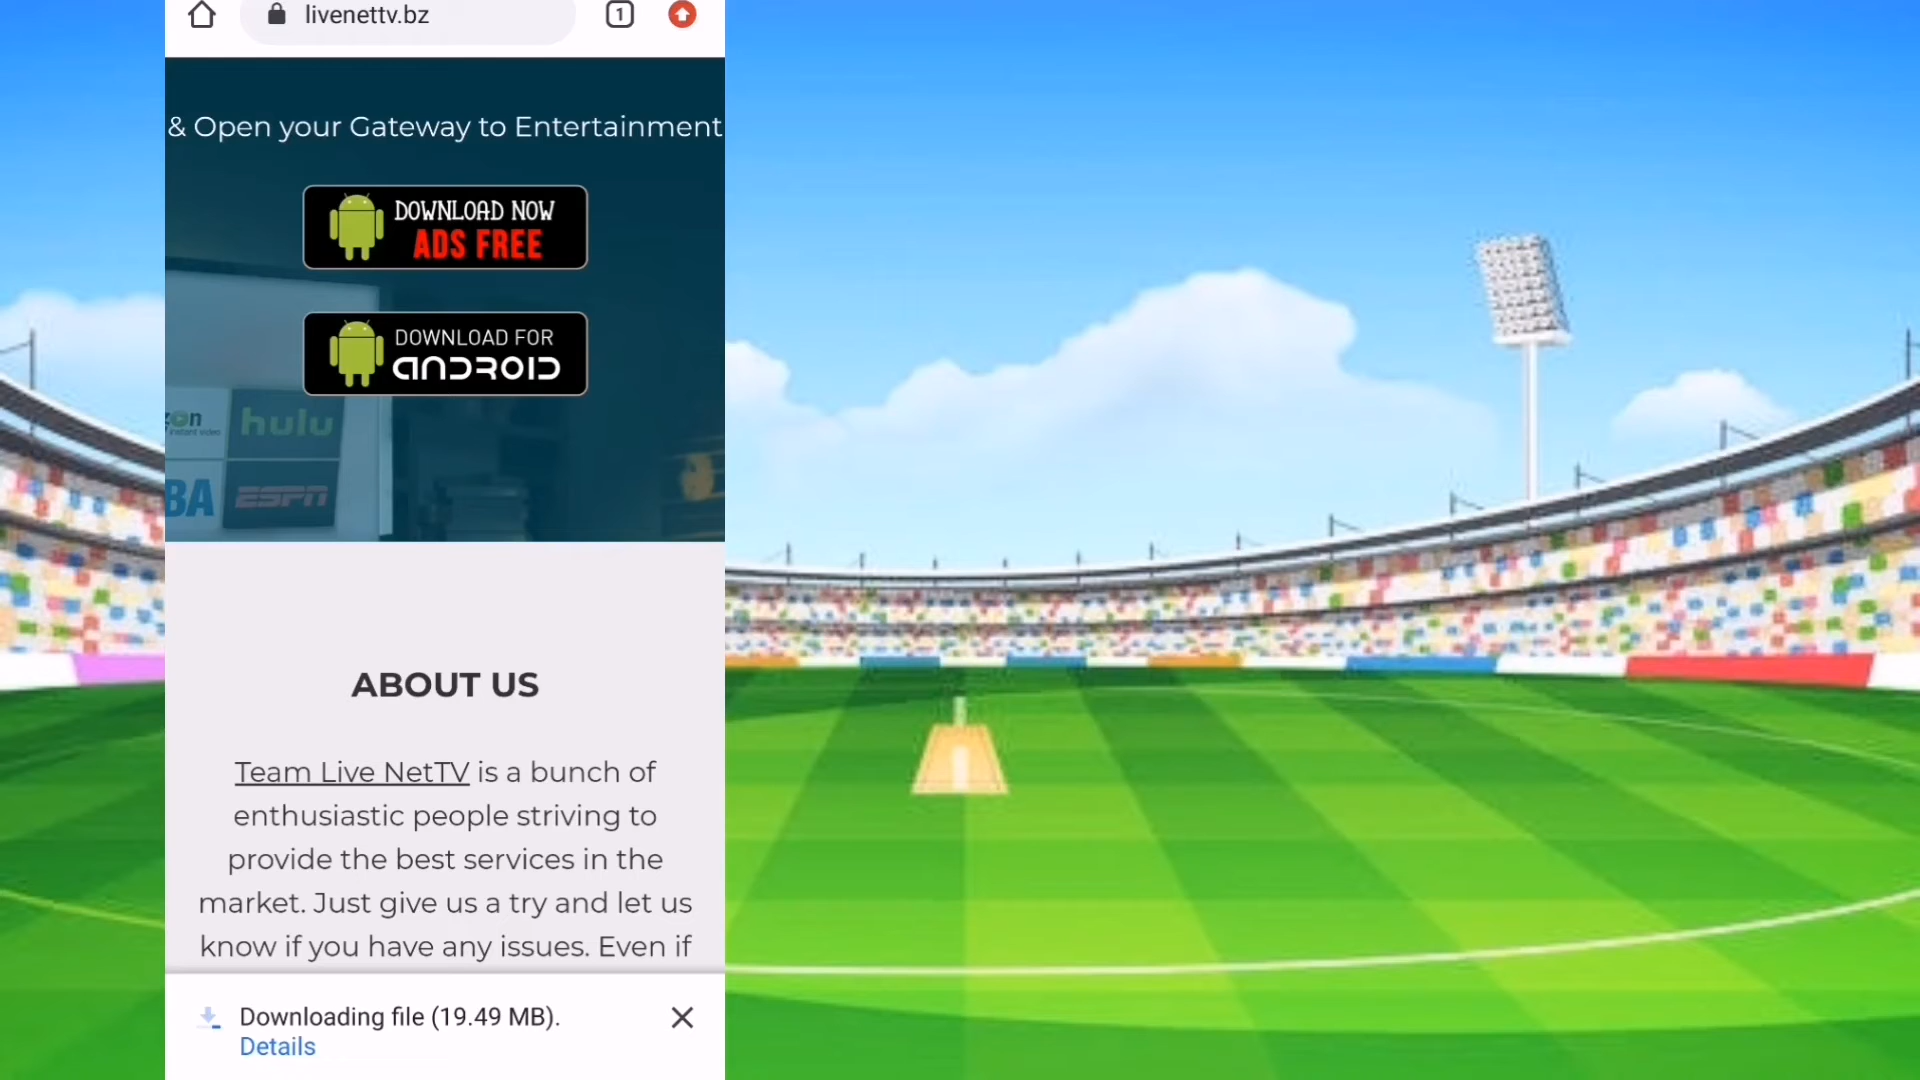 livenettv.bz
1
& Open your Gateway to Entertainment
DOWNLOAD NOW
ADS FREE
DOWNLOAD FOR
ANDROID
instant video
hulu
BA
ESPN
ABOUT US
Team Live NetTV is a bunch of
enthusiastic people striving to
provide the best services in the
market. Just give us a try and let us
know if you have any issues. Even if
Downloading file (19.49 MB).
Details